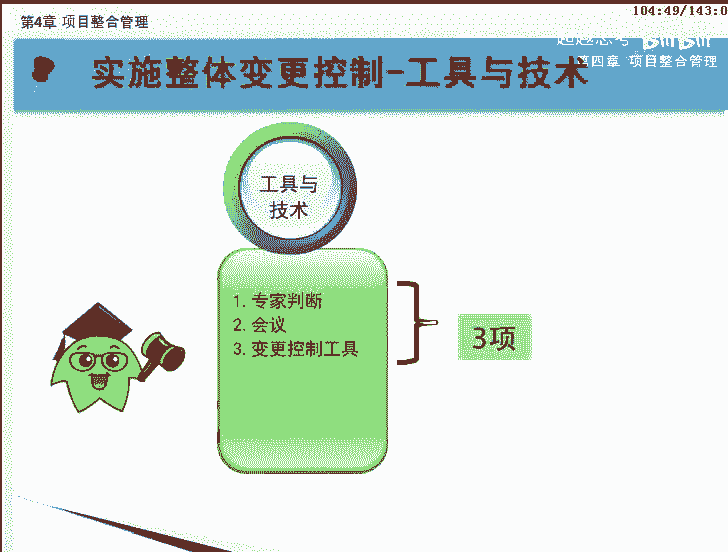 第4章 项目整合管理
104:49/143:0
第四章 项目整合管理
实施整体变更控制-工具与技术
工具与
技术
1. 专家判断
2. 会议
3. 变更控制工具
3项